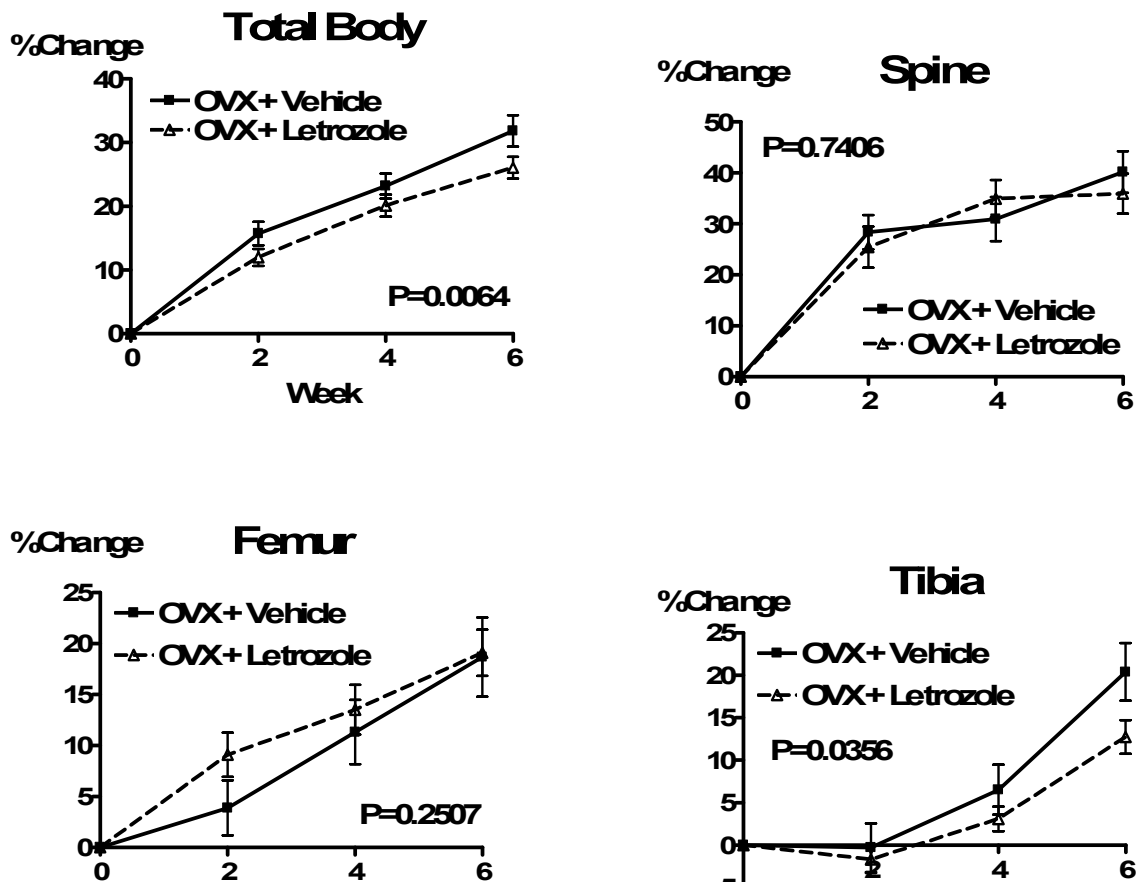 Total Body
%Change
40
OVX + Vehicle
OVX + Letrozole
30
20
10
P=0.0064
0
0 2 4 6
Week
Spine
%Change
50
P=0.7406
40
30
20
OVX + Vehicle
10
OVX + Letrozole
0
0 2 4 6
Femur
%Change
25
OVX + Vehicle
20
OVX + Letrozole
15
10
5
P=0.2507
0
0 2 4 6
Tibia
%Change
25
OVX + Vehicle
20
OVX + Letrozole
15
P=0.0356
10
5
0
2 4 6